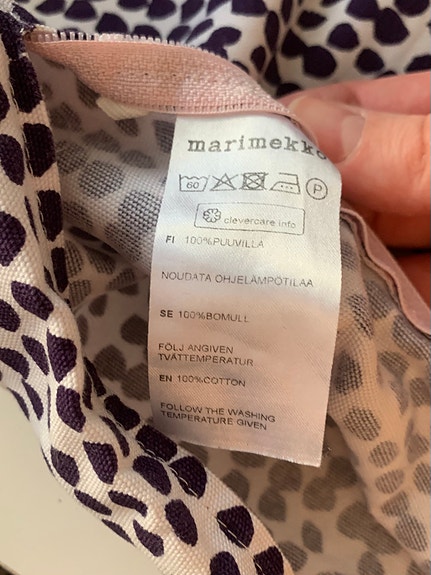 marimekko
60 P
clevercare.info
FI 100%PUUVILLA
NOUDATA OHJELÄMPÖTILAA
SE 100%BOMULL
FÖLJ ANGIVEN
TVÄTTEMPERATUR
EN 100%COTTON
FOLLOW THE WASHING
TEMPERATURE GIVEN